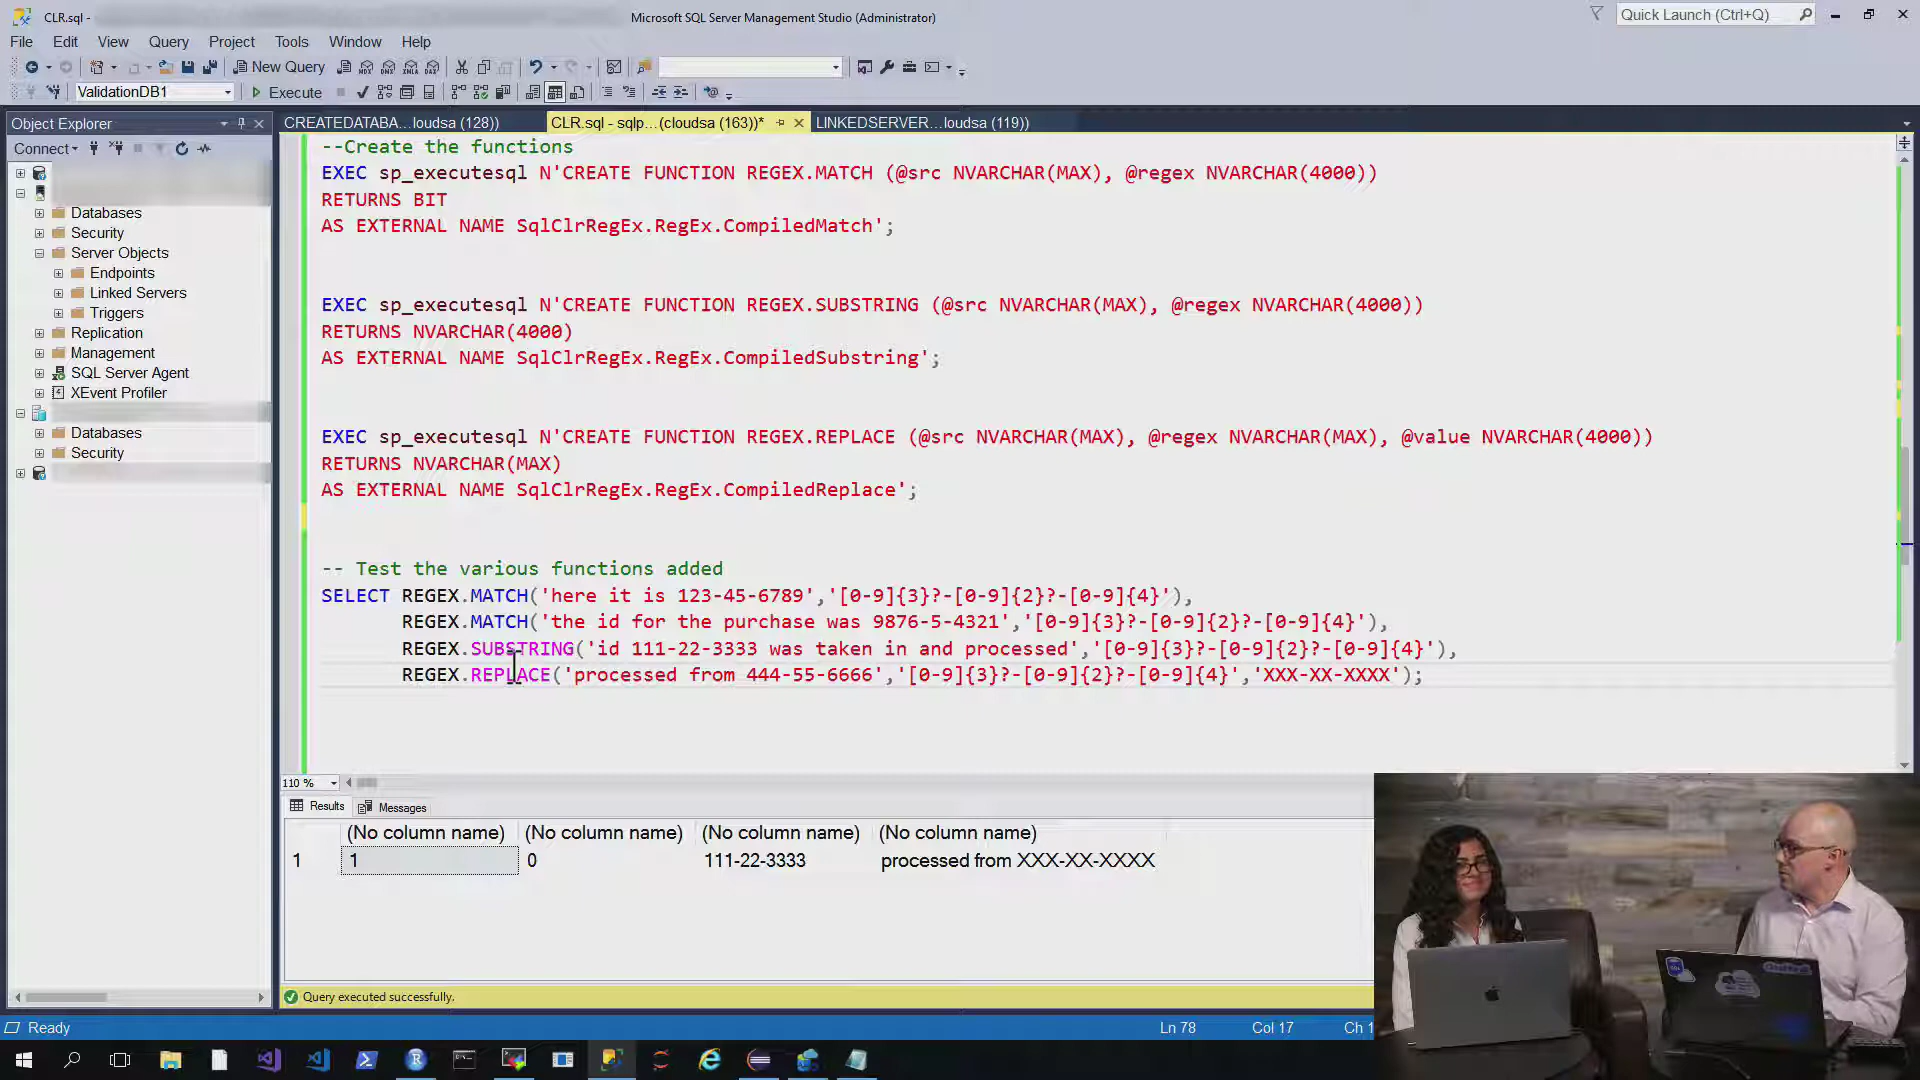 CLR.sql -
Microsoft SQL Server Management Studio (Administrator)
Quick Launch (Ctrl+Q)
File Edit View Query Project Tools Window Help
New Query
ValidationDB1
Execute
Object Explorer
CREATEDATABA...loudsa (128))
CLR.sql - sqlp...(cloudsa (163))*
LINKEDSERVER...loudsa (119))
Connect
Databases
Security
Server Objects
Endpoints
Linked Servers
Triggers
Replication
Management
SQL Server Agent
XEvent Profiler
Databases
Security
--Create the functions
EXEC sp_executesql N'CREATE FUNCTION REGEX.MATCH (@src NVARCHAR(MAX), @regex NVARCHAR(4000))
RETURNS BIT
AS EXTERNAL NAME SqlClrRegEx.RegEx.CompiledMatch';
EXEC sp_executesql N'CREATE FUNCTION REGEX.SUBSTRING (@src NVARCHAR(MAX), @regex NVARCHAR(4000))
RETURNS NVARCHAR(4000)
AS EXTERNAL NAME SqlClrRegEx.RegEx.CompiledSubstring';
EXEC sp_executesql N'CREATE FUNCTION REGEX.REPLACE (@src NVARCHAR(MAX), @regex NVARCHAR(MAX), @value NVARCHAR(4000))
RETURNS NVARCHAR(MAX)
AS EXTERNAL NAME SqlClrRegEx.RegEx.CompiledReplace';
-- Test the various functions added
SELECT REGEX.MATCH('here it is 123-45-6789','[0-9]{3}?-[0-9]{2}?-[0-9]{4}'),
REGEX.MATCH('the id for the purchase was 9876-5-4321','[0-9]{3}?-[0-9]{2}?-[0-9]{4}'),
REGEX.SUBSTRING('id 111-22-3333 was taken in and processed','[0-9]{3}?-[0-9]{2}?-[0-9]{4}'),
REGEX.REPLACE('processed from 444-55-6666','[0-9]{3}?-[0-9]{2}?-[0-9]{4}','XXX-XX-XXXX');
110 %
Results Messages
(No column name) (No column name) (No column name) (No column name)
1 1 0 111-22-3333 processed from XXX-XX-XXXX
Query executed successfully.
Ready
Ln 78 Col 17 Ch 1